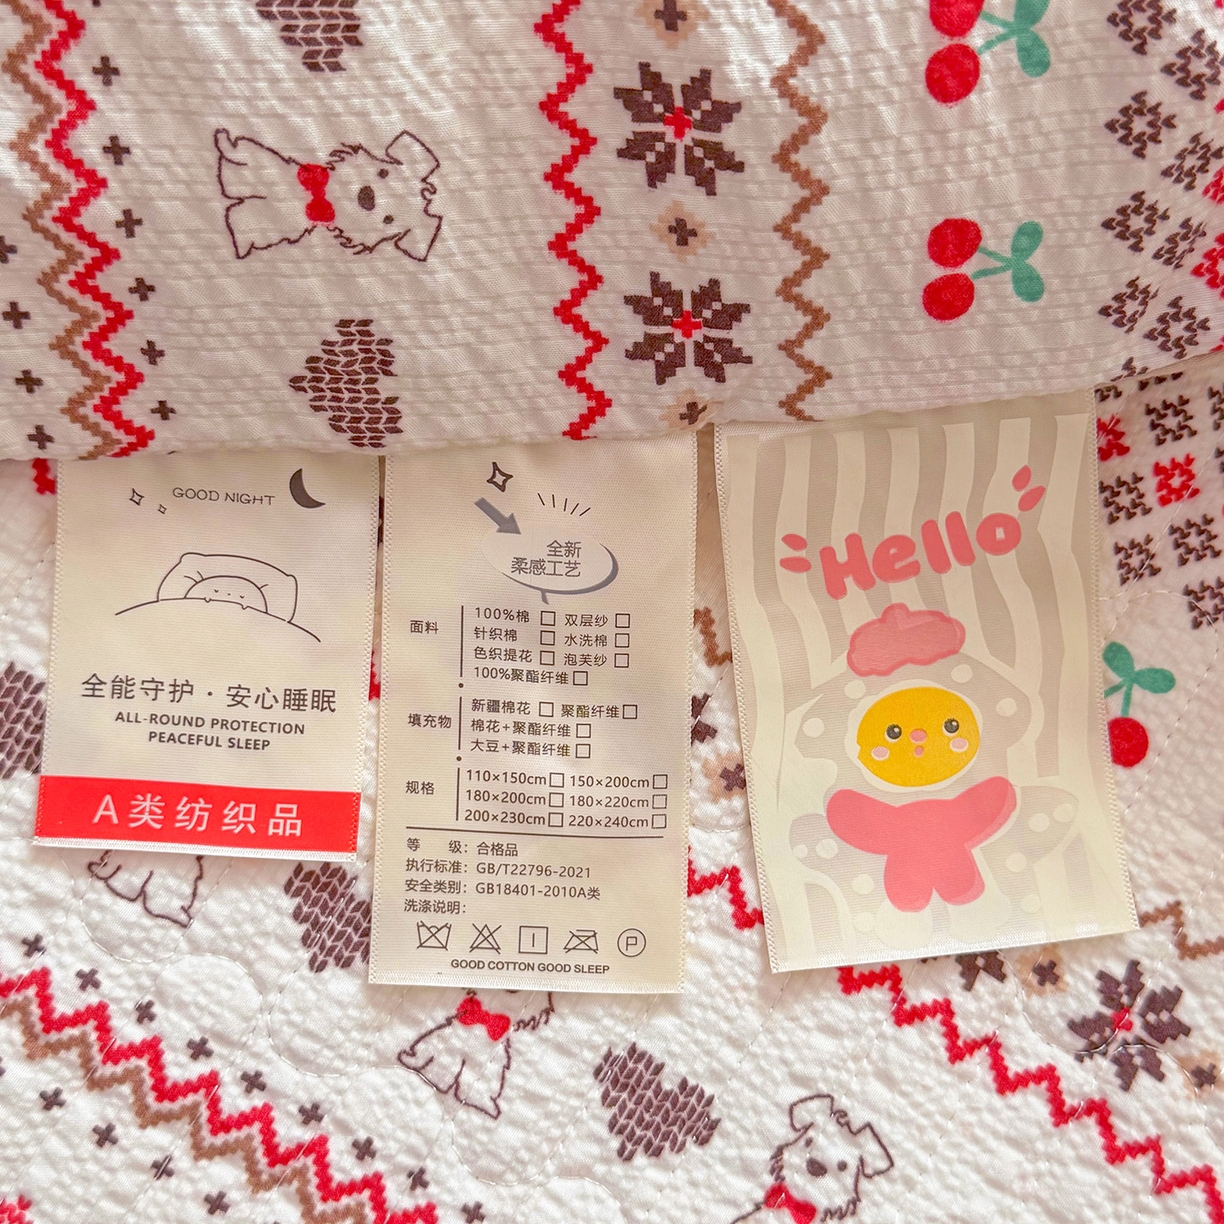 GOOD NIGHT
全能守护·安心睡眠
ALL-ROUND PROTECTION
PEACEFUL SLEEP
A类纺织品
全新
柔感工艺
面料
100%棉 □ 双层纱 □
针织棉 □ 水洗棉 □
色织提花 □ 泡芙纱 □
100%聚酯纤维 □
填充物
新疆棉花 □ 聚酯纤维 □
棉花+聚酯纤维 □
大豆+聚酯纤维 □
规格
110×150cm □ 150×200cm □
180×200cm □ 180×220cm □
200×230cm □ 220×240cm □
等 级：合格品
执行标准：GB/T22796-2021
安全类别：GB18401-2010A类
洗涤说明：
P
GOOD COTTON GOOD SLEEP
Hello